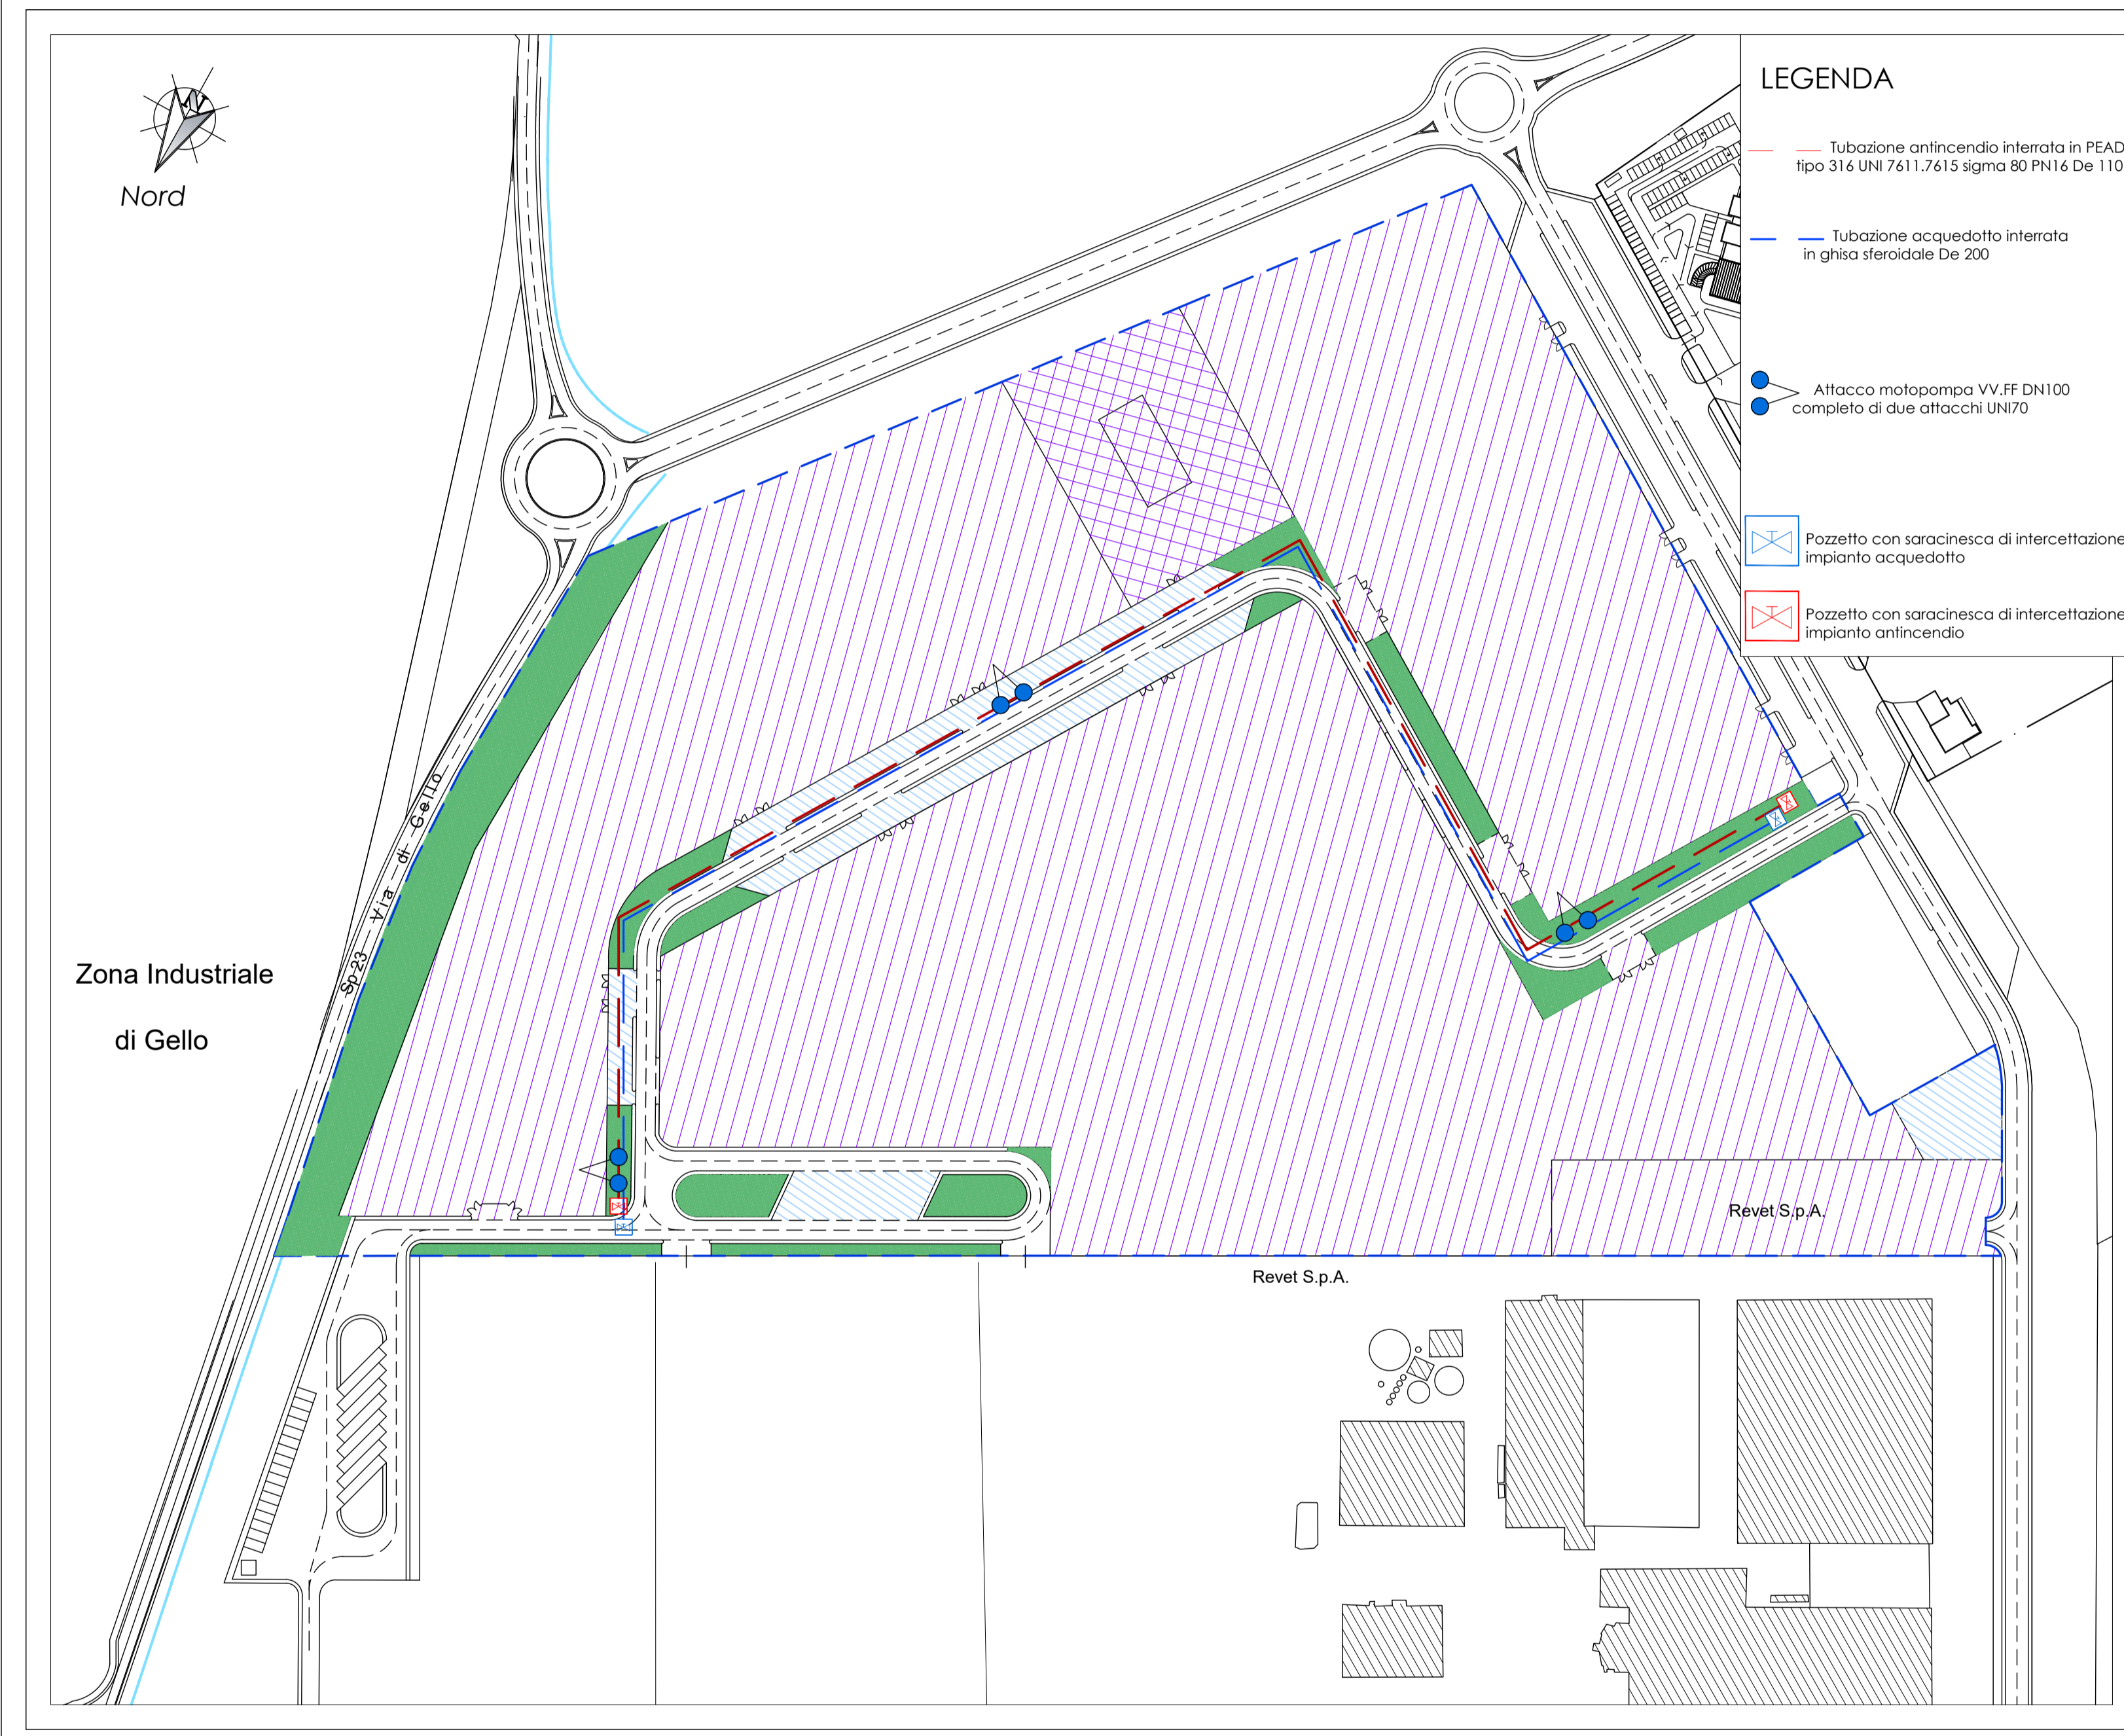 N
Nord
LEGENDA
Tubazione antincendio interrata in PEAD
tipo 316 UNI 7611.7615 sigma 80 PN16 De 110
Tubazione acquedotto interrata
in ghisa sferoidale De 200
Attacco motopompa VV.FF DN100
completo di due attacchi UNI70
Pozzetto con saracinesca di intercettazione
impianto acquedotto
Pozzetto con saracinesca di intercettazione
impianto antincendio
Sp 23 Via di Gello
Zona Industriale
di Gello
Revet S.p.A.
Revet S.p.A.